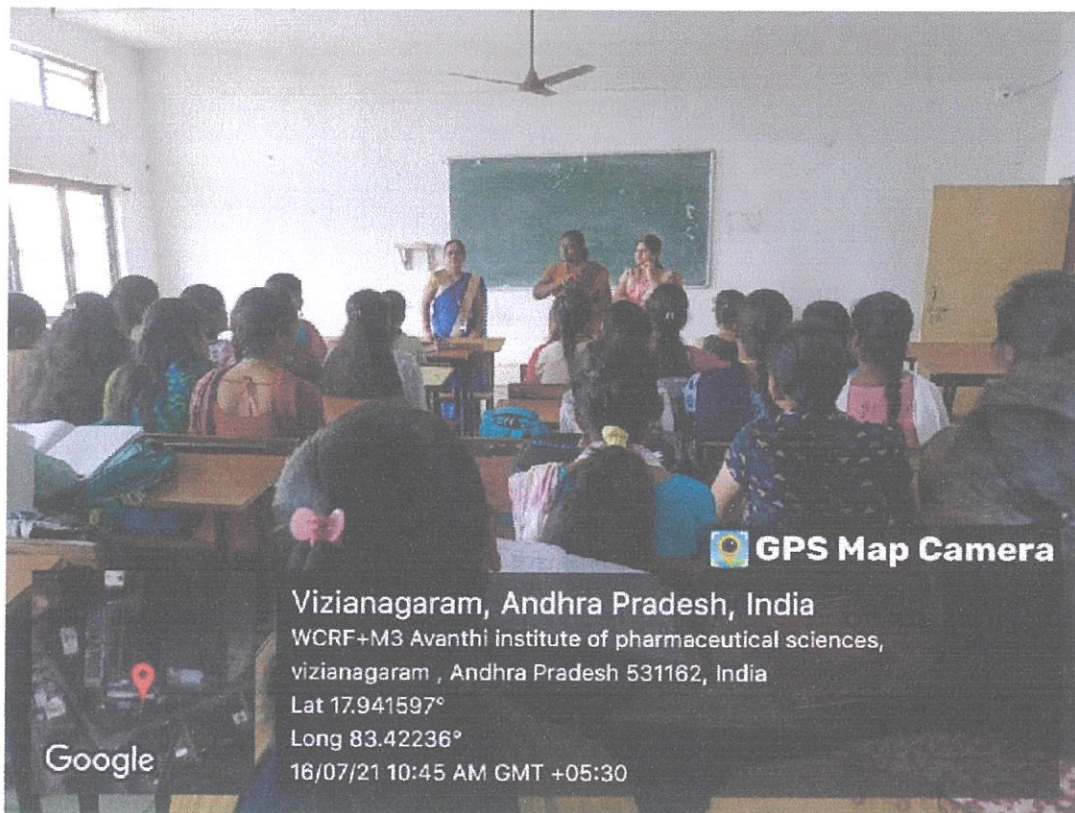 GPS Map Camera
Vizianagaram, Andhra Pradesh, India
WCRF+M3 Avanthi institute of pharmaceutical sciences,
vizianagaram , Andhra Pradesh 531162, India
Lat 17.941597°
Long 83.42236°
16/07/21 10:45 AM GMT +05:30
Google